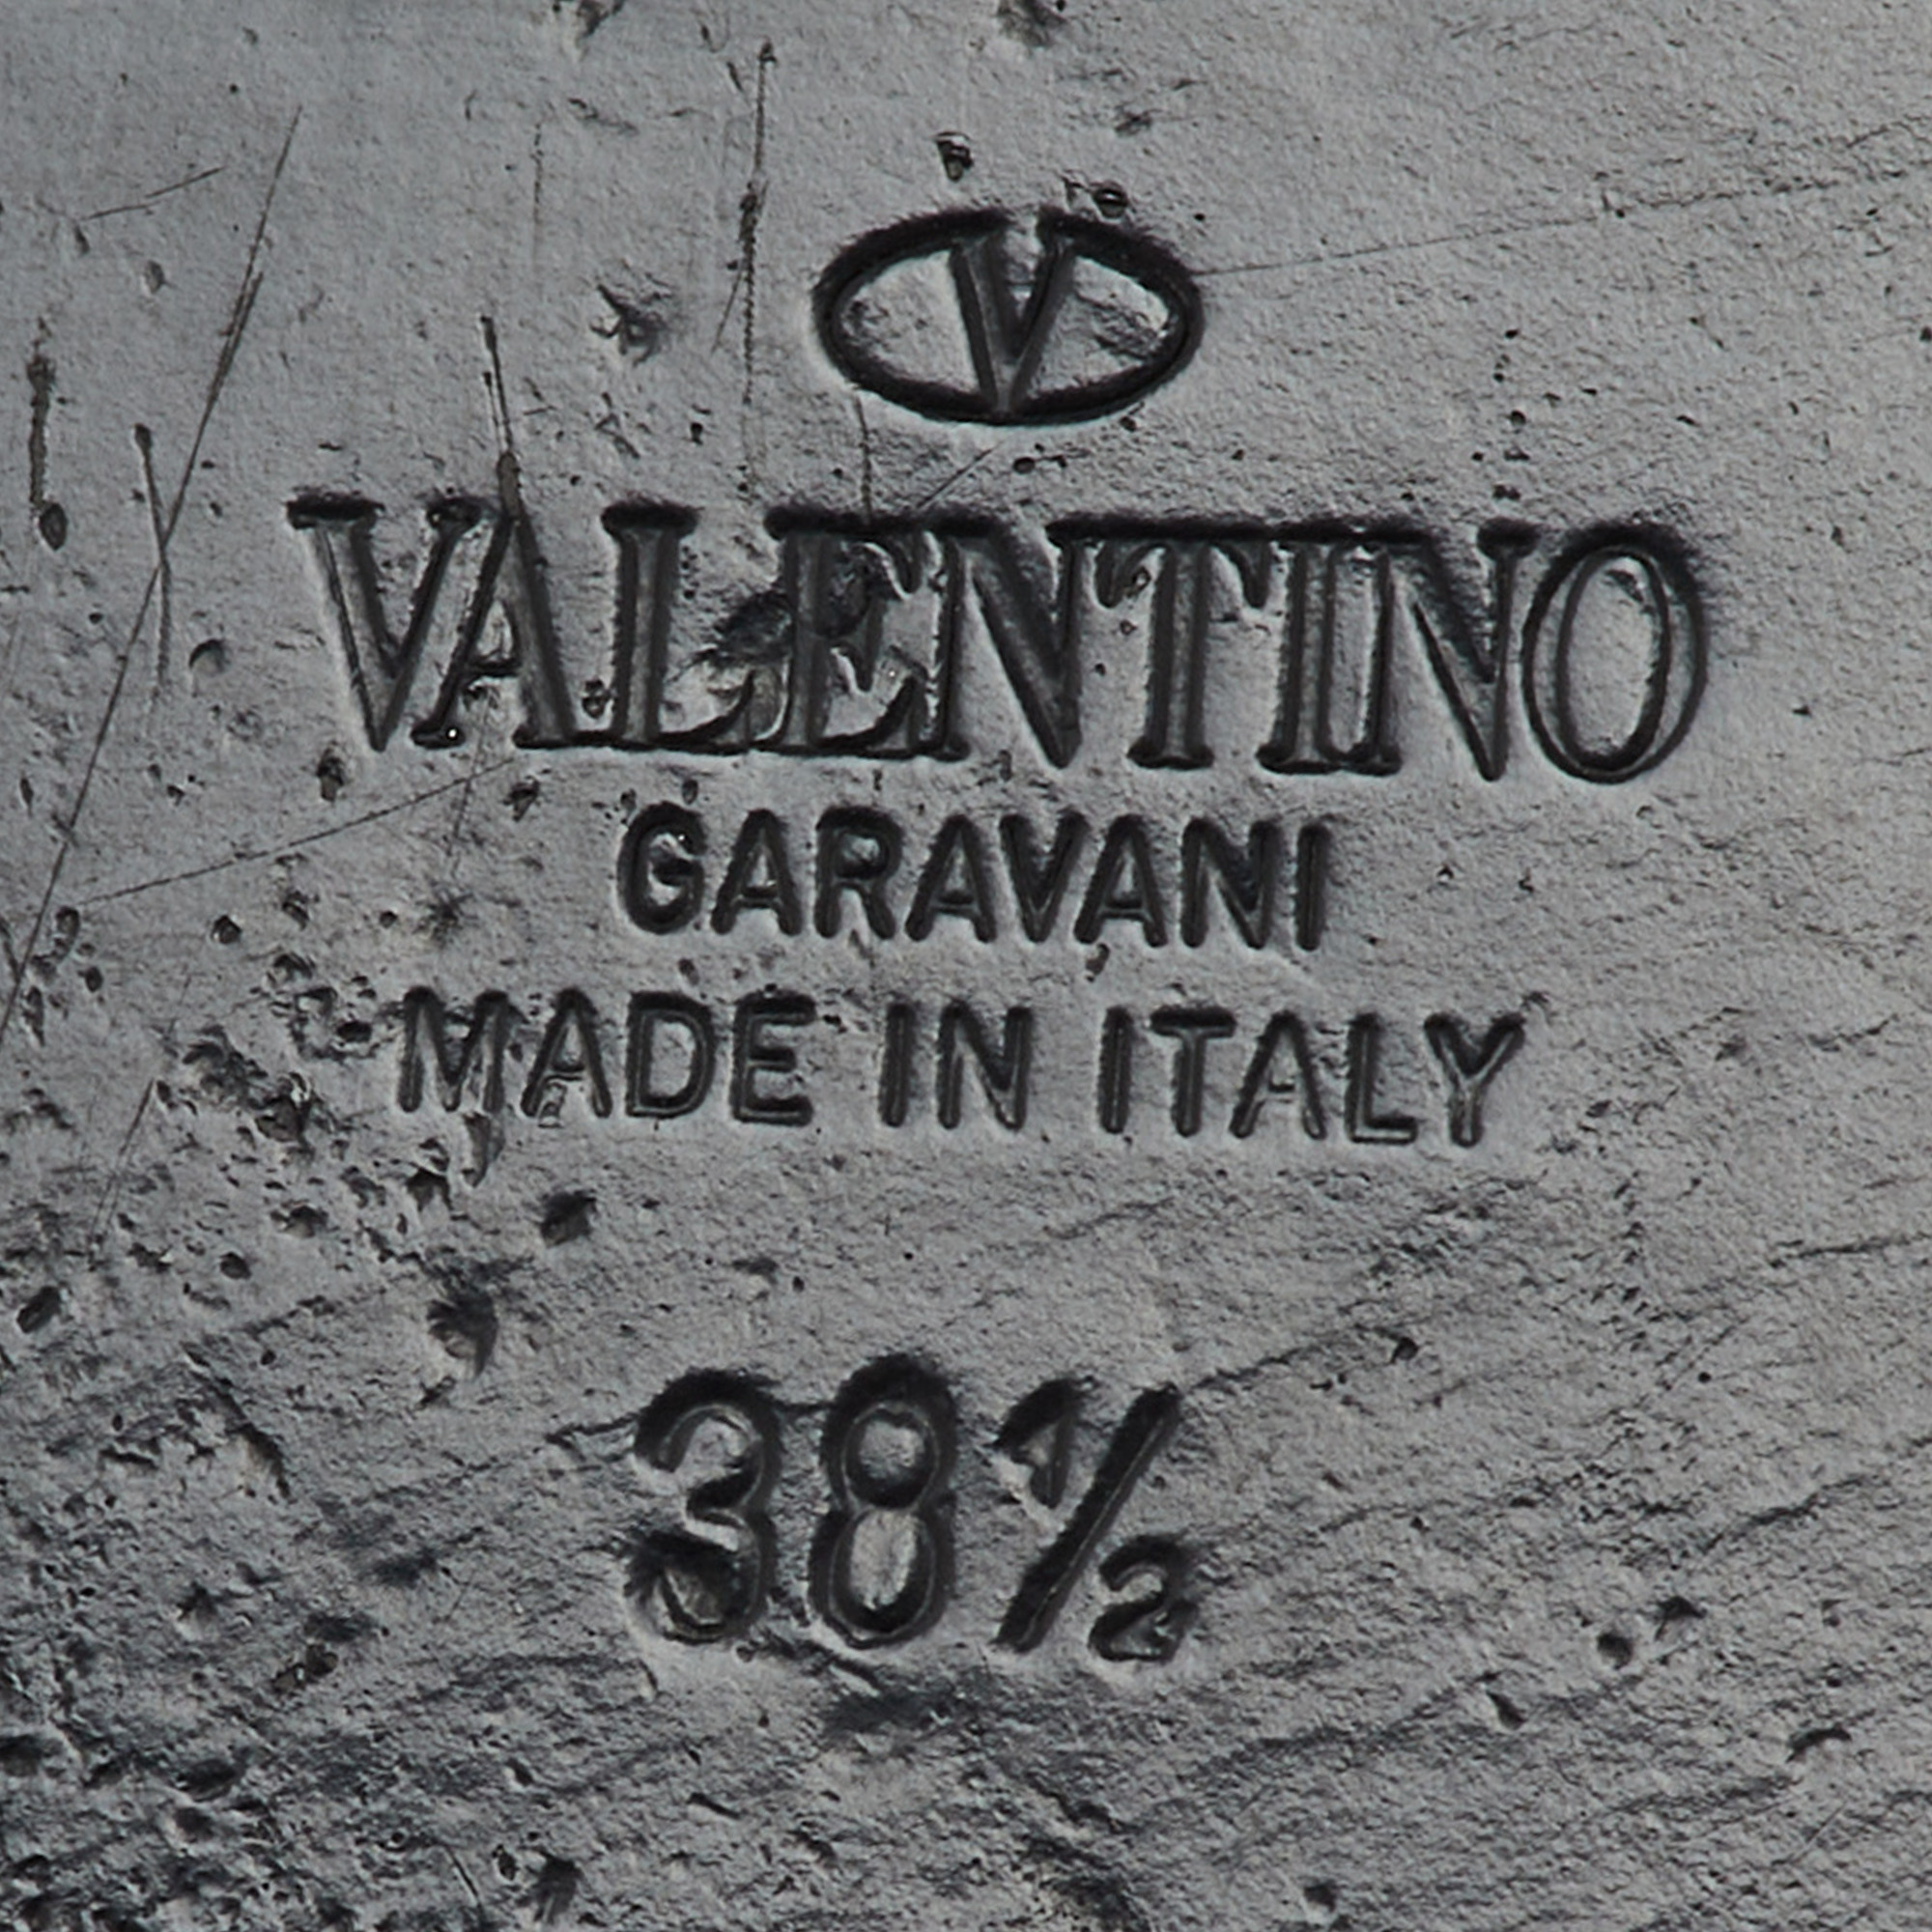 V
VALENTINO
GARAVANI
MADE IN ITALY
38½